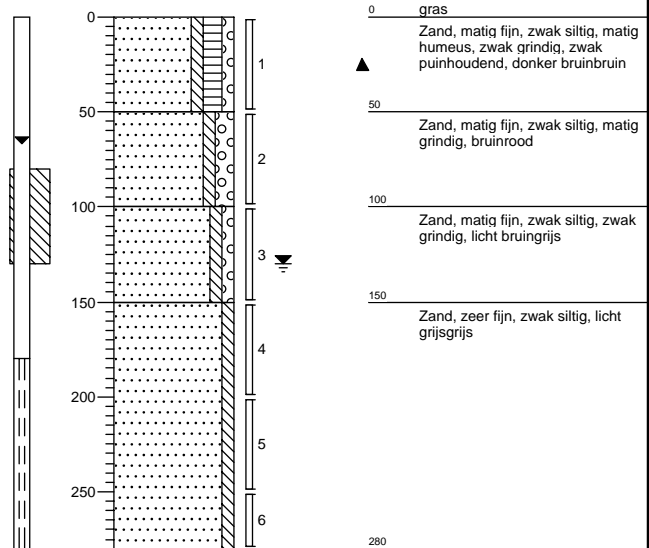 0
50
100
150
200
250
1
2
3
4
5
6
0
gras
Zand, matig fijn, zwak siltig, matig
humeus, zwak grindig, zwak
puinhoudend, donker bruinbruin
50
Zand, matig fijn, zwak siltig, matig
grindig, bruinrood
100
Zand, matig fijn, zwak siltig, zwak
grindig, licht bruingrijs
150
Zand, zeer fijn, zwak siltig, licht
grijsgrijs
280